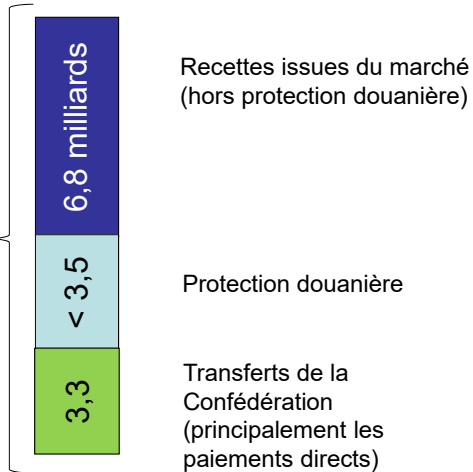 6,8 milliards
Recettes issues du marché
(hors protection douanière)
< 3,5
Protection douanière
3,3
Transferts de la
Confédération
(principalement les
paiements directs)